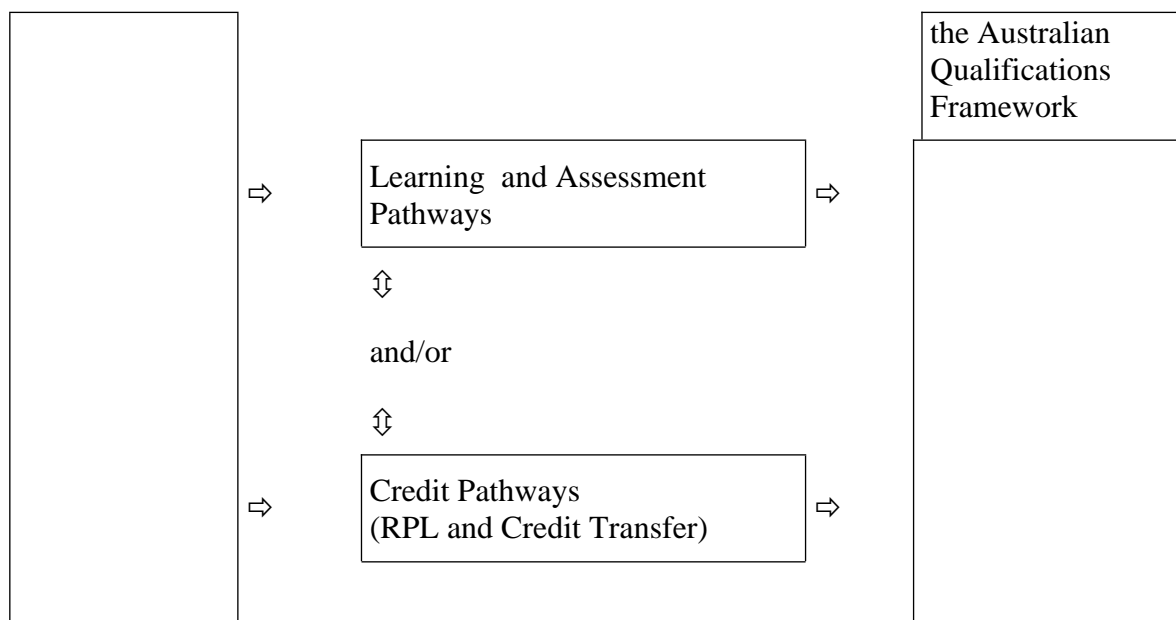 the Australian
Qualifications
Framework
⇨
Learning and Assessment
Pathways
⇨
⇳
and/or
⇳
⇨
Credit Pathways
(RPL and Credit Transfer)
⇨